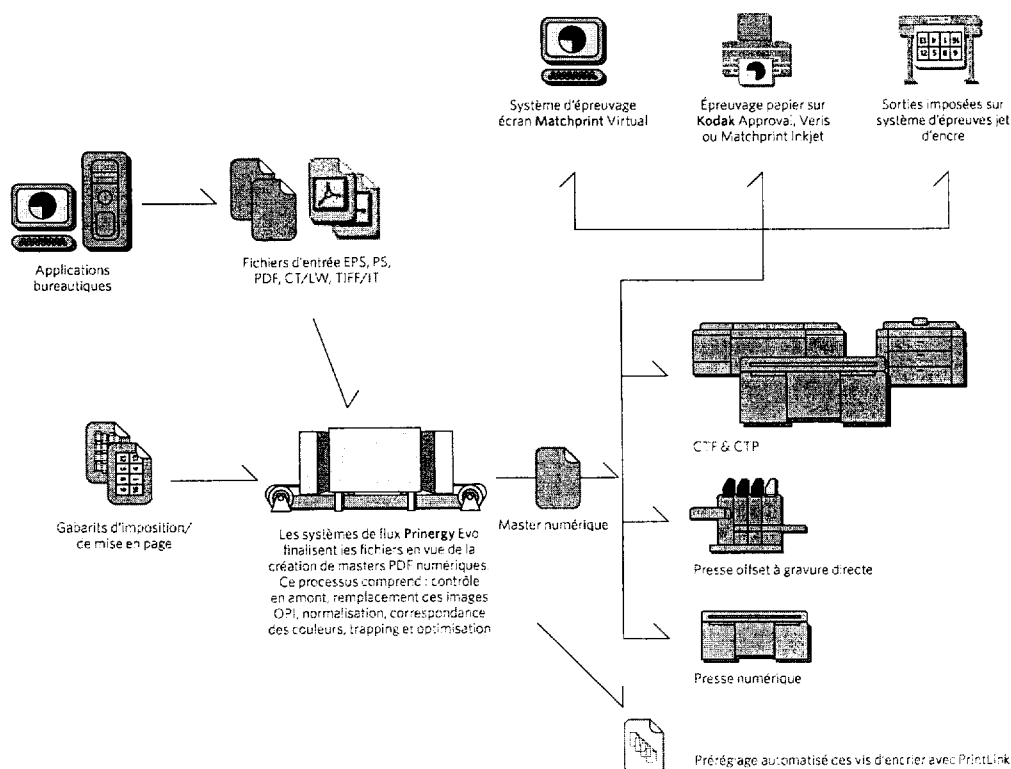 Système d'épreuvage
écran Matchprint Virtual
Épreuvage papier sur
Kodak Approval, Veris
ou Matchprint Inkjet
Sorties imposées sur
système d'épreuves jet
d'encre
Applications
bureautiques
Fichiers d'entrée EPS, PS,
PDF, CT/LW, TIFF/IT
CTF & CTP
Gabarits d'imposition/
de mise en page
Les systèmes de flux Prinergy Evo
finalisent les fichiers en vue de la
création de masters PDF numériques.
Ce processus comprend : contrôle
en amont, remplacement des images
OPI, normalisation, correspondance
des couleurs, trapping et optimisation
Master numérique
Presse offset à gravure directe
Presse numérique
Préréglage automatisé des vis d'encrier avec PrintLink